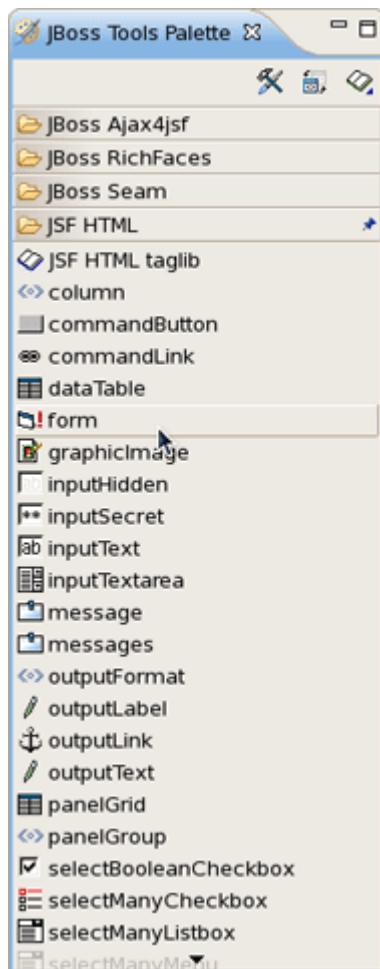 JBoss Tools Palette
JBoss Ajax4jsf
JBoss RichFaces
JBoss Seam
JSF HTML
JSF HTML taglib
column
commandButton
commandLink
dataTable
form
graphicImage
inputHidden
inputSecret
inputText
inputTextarea
message
messages
outputFormat
outputLabel
outputLink
outputText
panelGrid
panelGroup
selectBooleanCheckbox
selectManyCheckbox
selectManyListbox
selectManyMenu